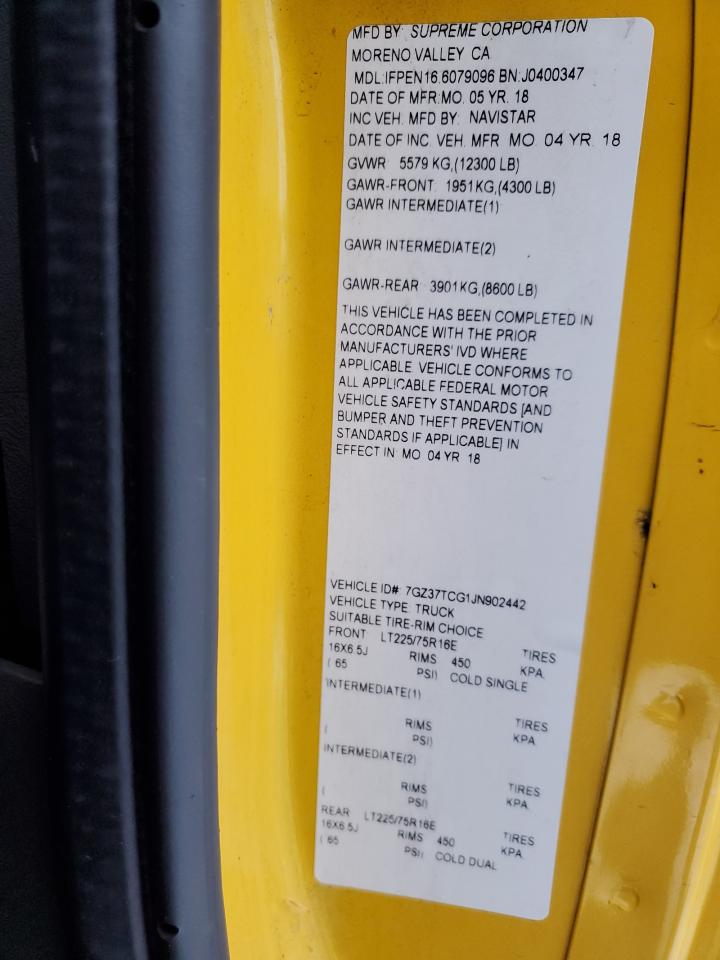 MFD BY: SUPREME CORPORATION
MORENO VALLEY CA
MDL:IFPEN16.6079096 BN:J0400347
DATE OF MFR:MO. 05 YR. 18
INC VEH. MFD BY: NAVISTAR
DATE OF INC. VEH. MFR MO. 04 YR. 18
GVWR 5579 KG,(12300 LB)
GAWR-FRONT: 1951KG,(4300 LB)
GAWR INTERMEDIATE(1)
GAWR INTERMEDIATE(2)
GAWR-REAR 3901KG,(8600 LB)
THIS VEHICLE HAS BEEN COMPLETED IN
ACCORDANCE WITH THE PRIOR
MANUFACTURERS' IVD WHERE
APPLICABLE. VEHICLE CONFORMS TO
ALL APPLICABLE FEDERAL MOTOR
VEHICLE SAFETY STANDARDS [AND
BUMPER AND THEFT PREVENTION
STANDARDS IF APPLICABLE] IN
EFFECT IN: MO. 04 YR. 18
VEHICLE ID# 7GZ37TCG1JN902442
VEHICLE TYPE: TRUCK
SUITABLE TIRE-RIM CHOICE
FRONT LT225/75R16E TIRES
16X6.5J RIMS 450 KPA
( 65 PSI) COLD SINGLE
INTERMEDIATE(1)
RIMS TIRES
( PSI) KPA
INTERMEDIATE(2)
RIMS TIRES
( PSI) KPA
REAR LT225/75R16E TIRES
16X6.5J RIMS 450 KPA
( 65 PSI) COLD DUAL